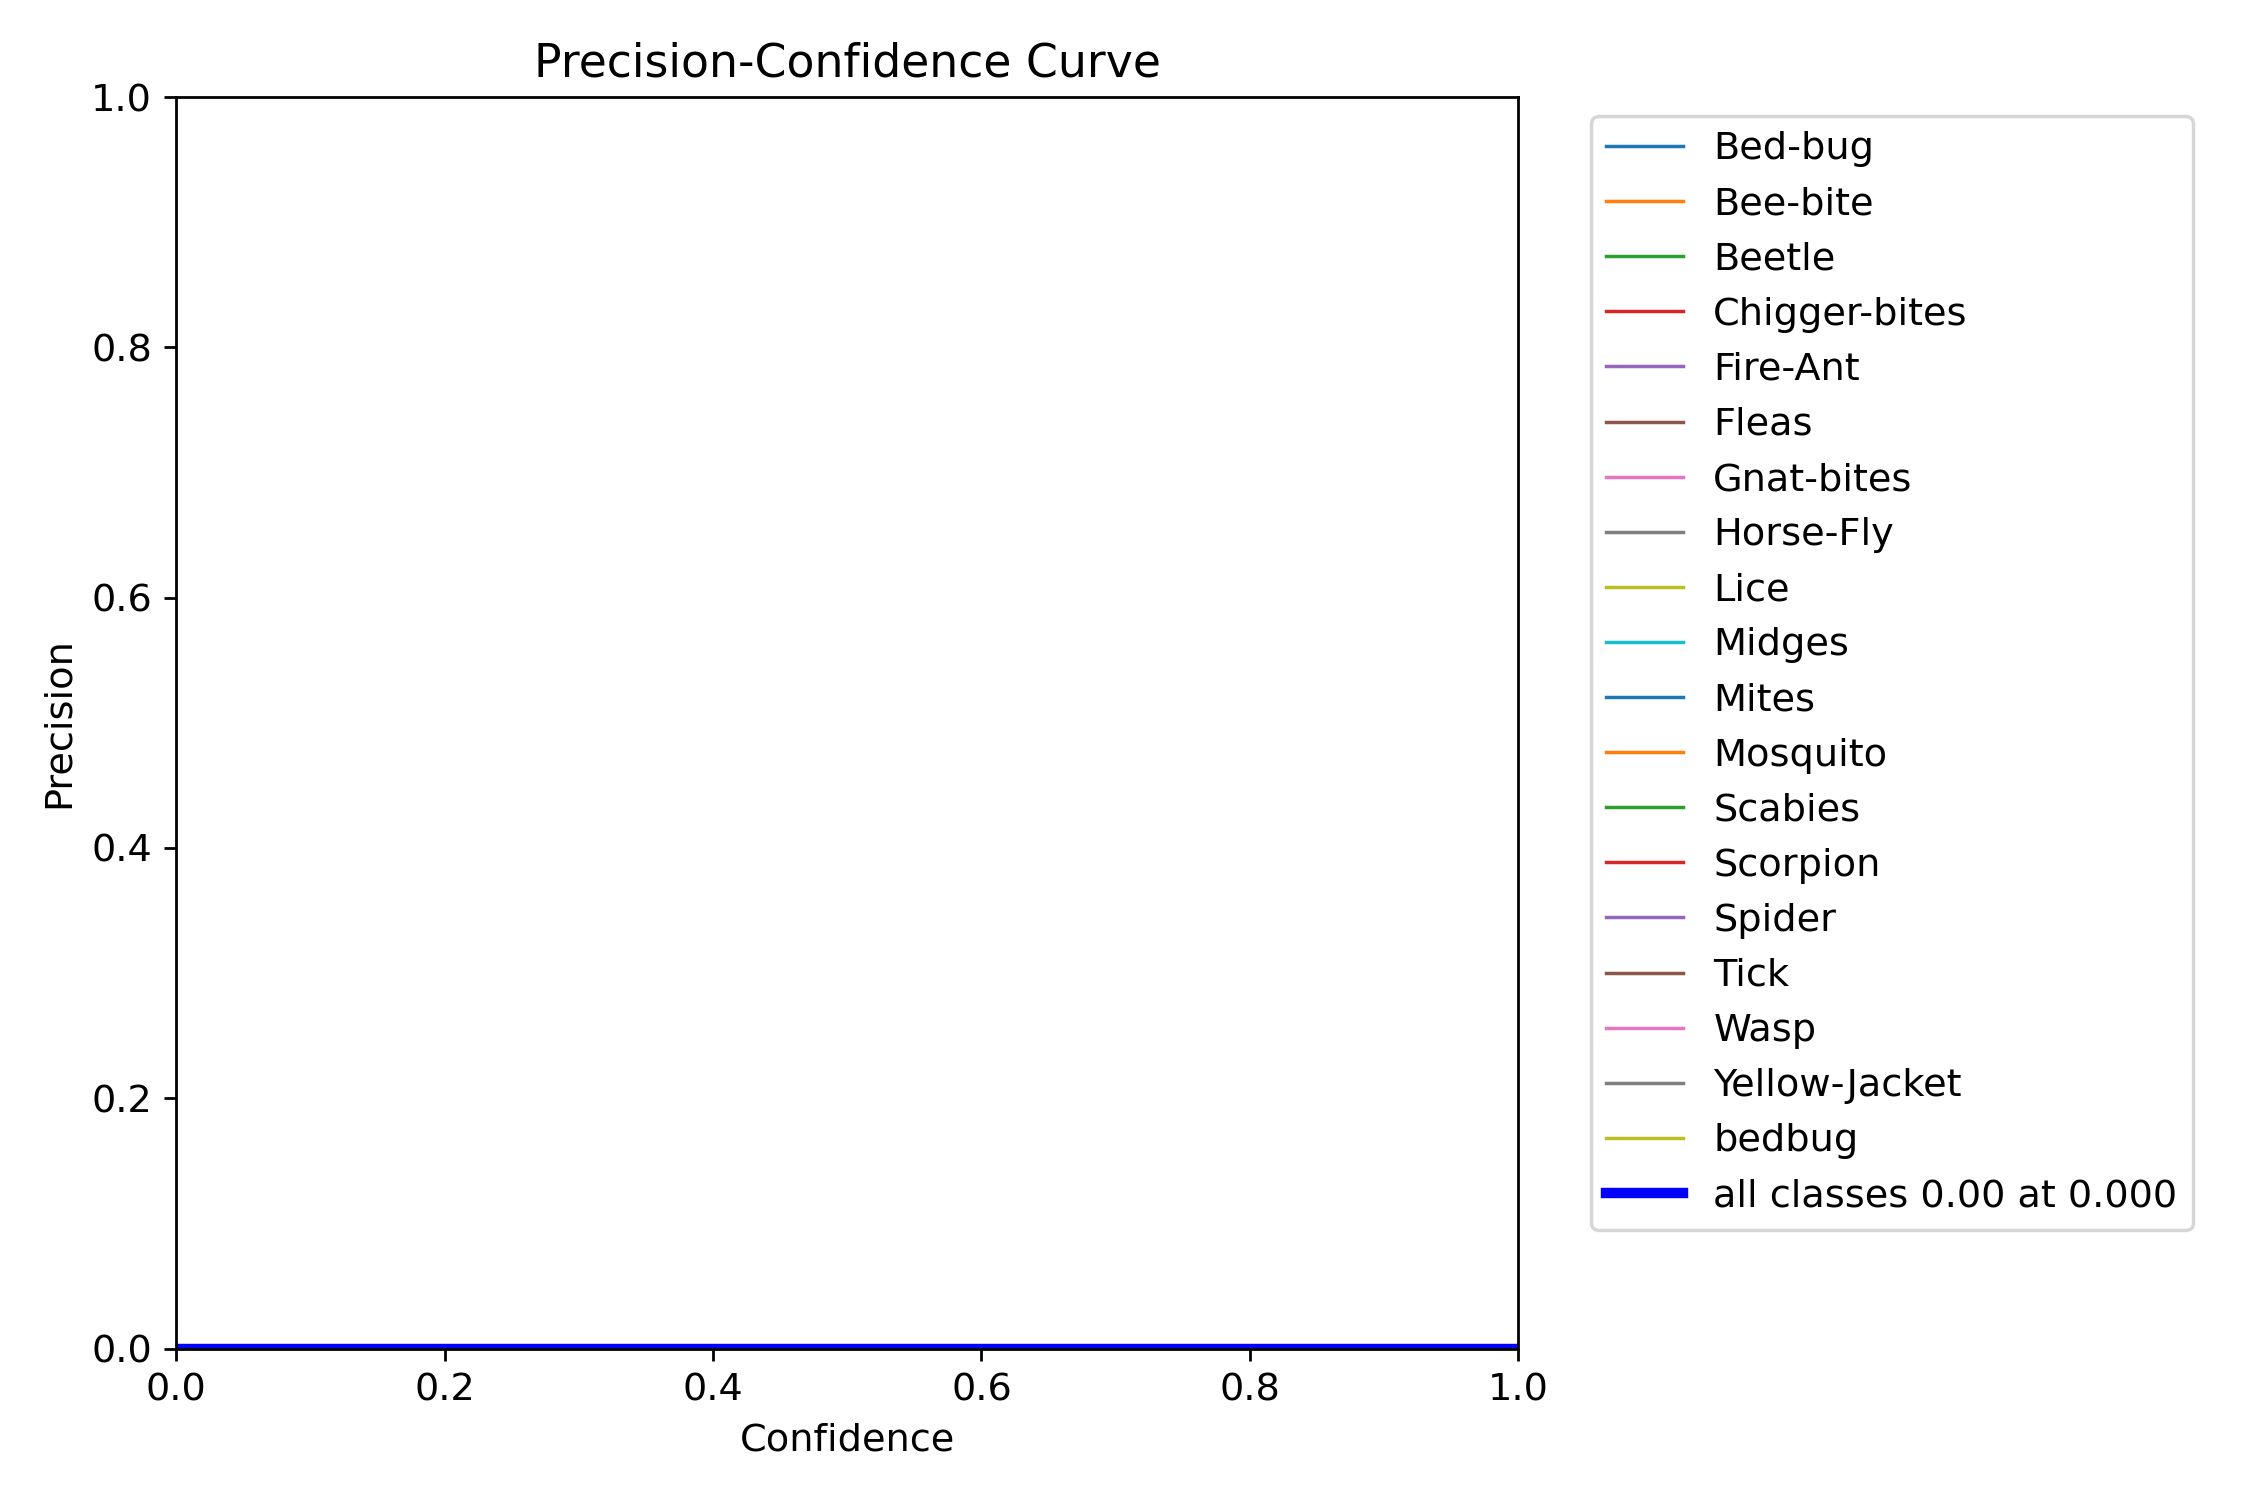 Precision-Confidence Curve
1.0
0.8
0.6
0.4
0.2
0.0
Precision
0.0 0.2 0.4 0.6 0.8 1.0
Confidence
Bed-bug
Bee-bite
Beetle
Chigger-bites
Fire-Ant
Fleas
Gnat-bites
Horse-Fly
Lice
Midges
Mites
Mosquito
Scabies
Scorpion
Spider
Tick
Wasp
Yellow-Jacket
bedbug
all classes 0.00 at 0.000